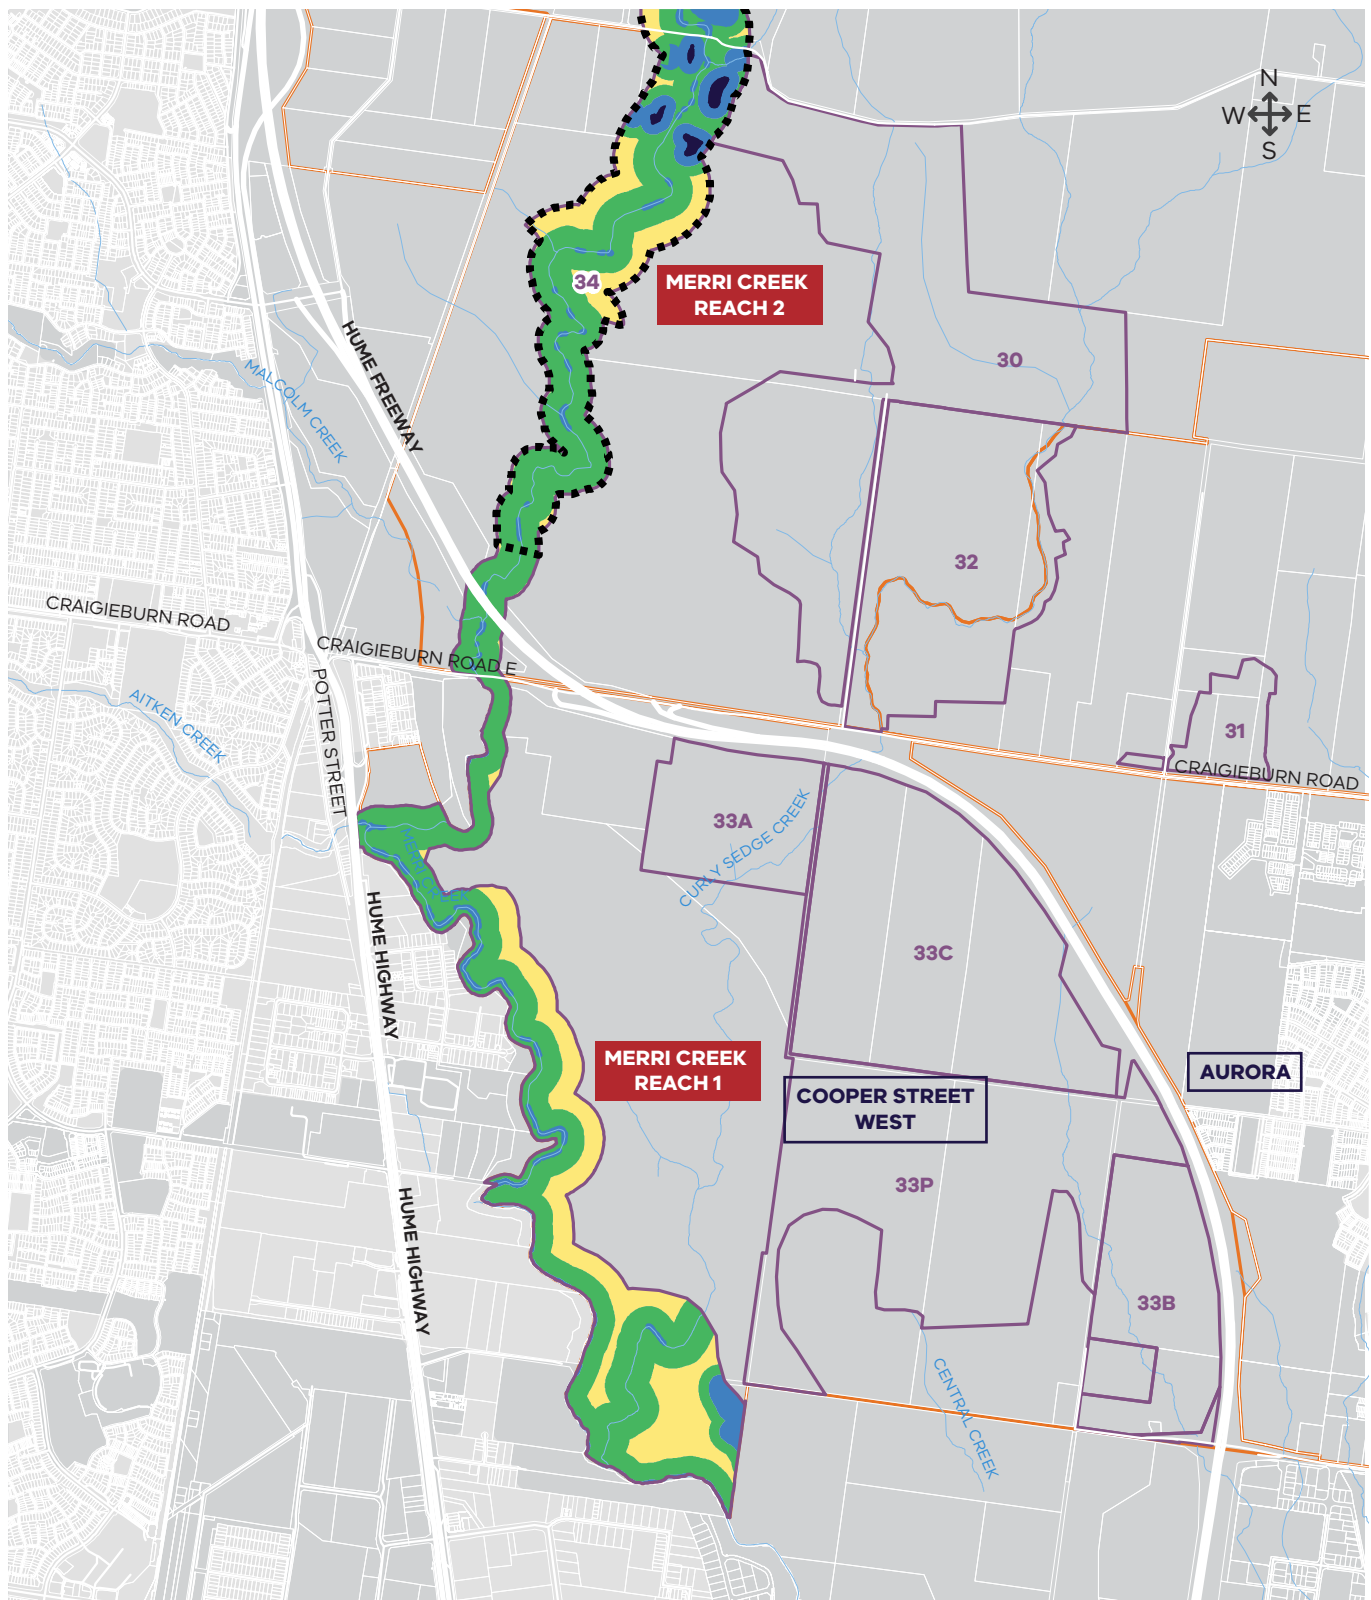 N
W E
S
34
MERRI CREEK
REACH 2
HUME FREEWAY
MALCOLM CREEK
30
32
CRAIGIEBURN ROAD
CRAIGIEBURN ROAD E
POTTER STREET
AITKEN CREEK
31
CRAIGIEBURN ROAD
33A
CURLY SEDGE CREEK
MERRI CREEK
HUME HIGHWAY
33C
MERRI CREEK
REACH 1
AURORA
COOPER STREET
WEST
33P
HUME HIGHWAY
33B
CENTRAL CREEK